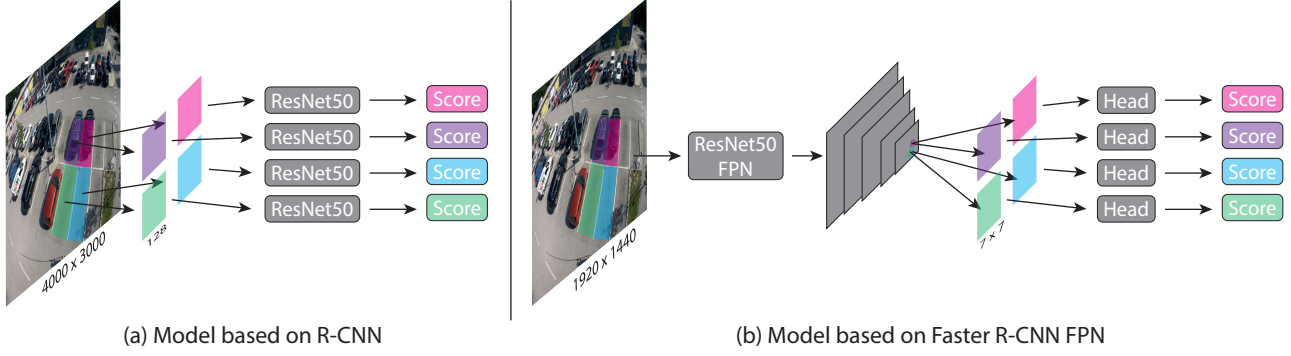 ResNet50
Score
ResNet50
Score
ResNet50
Score
ResNet50
Score
128
4000 x 3000
(a) Model based on R-CNN
ResNet50
FPN
Head
Score
Head
Score
Head
Score
Head
Score
7 x 7
1920 x 1440
(b) Model based on Faster R-CNN FPN